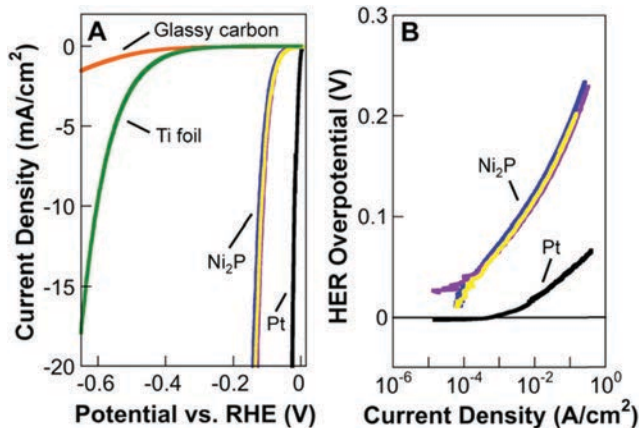 A
Glassy carbon
Ti foil
Ni₂P
Pt
0
-5
-10
-15
-20
-0.6
-0.4
-0.2
0
Current Density (mA/cm²)
Potential vs. RHE (V)
B
Ni₂P
Pt
0.3
0.2
0.1
0
10⁻⁶
10⁻⁴
10⁻²
10⁰
HER Overpotential (V)
Current Density (A/cm²)